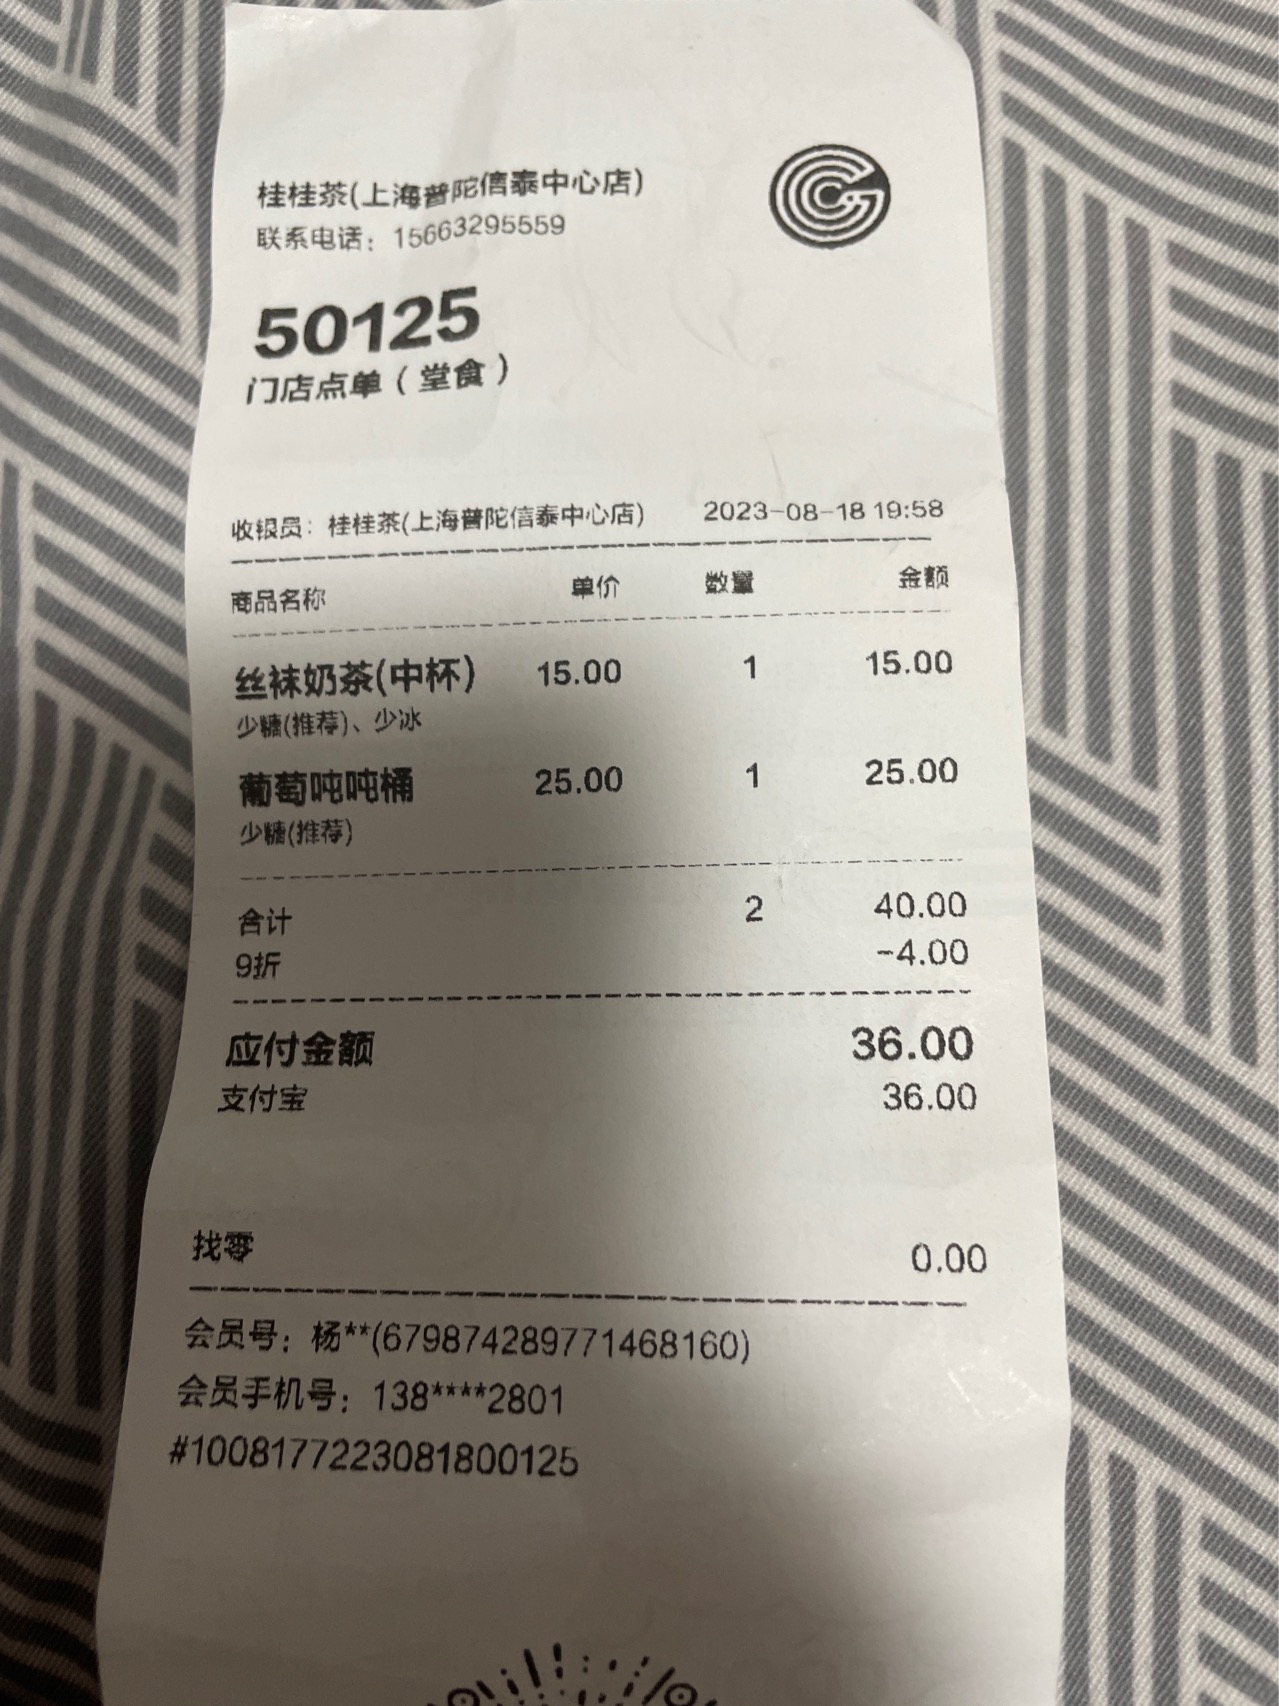 桂桂茶(上海普陀信泰中心店)
联系电话：15663295559
50125
门店点单（堂食）
收银员：桂桂茶(上海普陀信泰中心店) 2023-08-18 19:58
商品名称 单价 数量 金额
丝袜奶茶(中杯) 15.00 1 15.00
少糖(推荐)、少冰
葡萄吨吨桶 25.00 1 25.00
少糖(推荐)
合计 2 40.00
9折 -4.00
应付金额 36.00
支付宝 36.00
找零 0.00
会员号：杨**(679874289771468160)
会员手机号：138****2801
#1008177223081800125